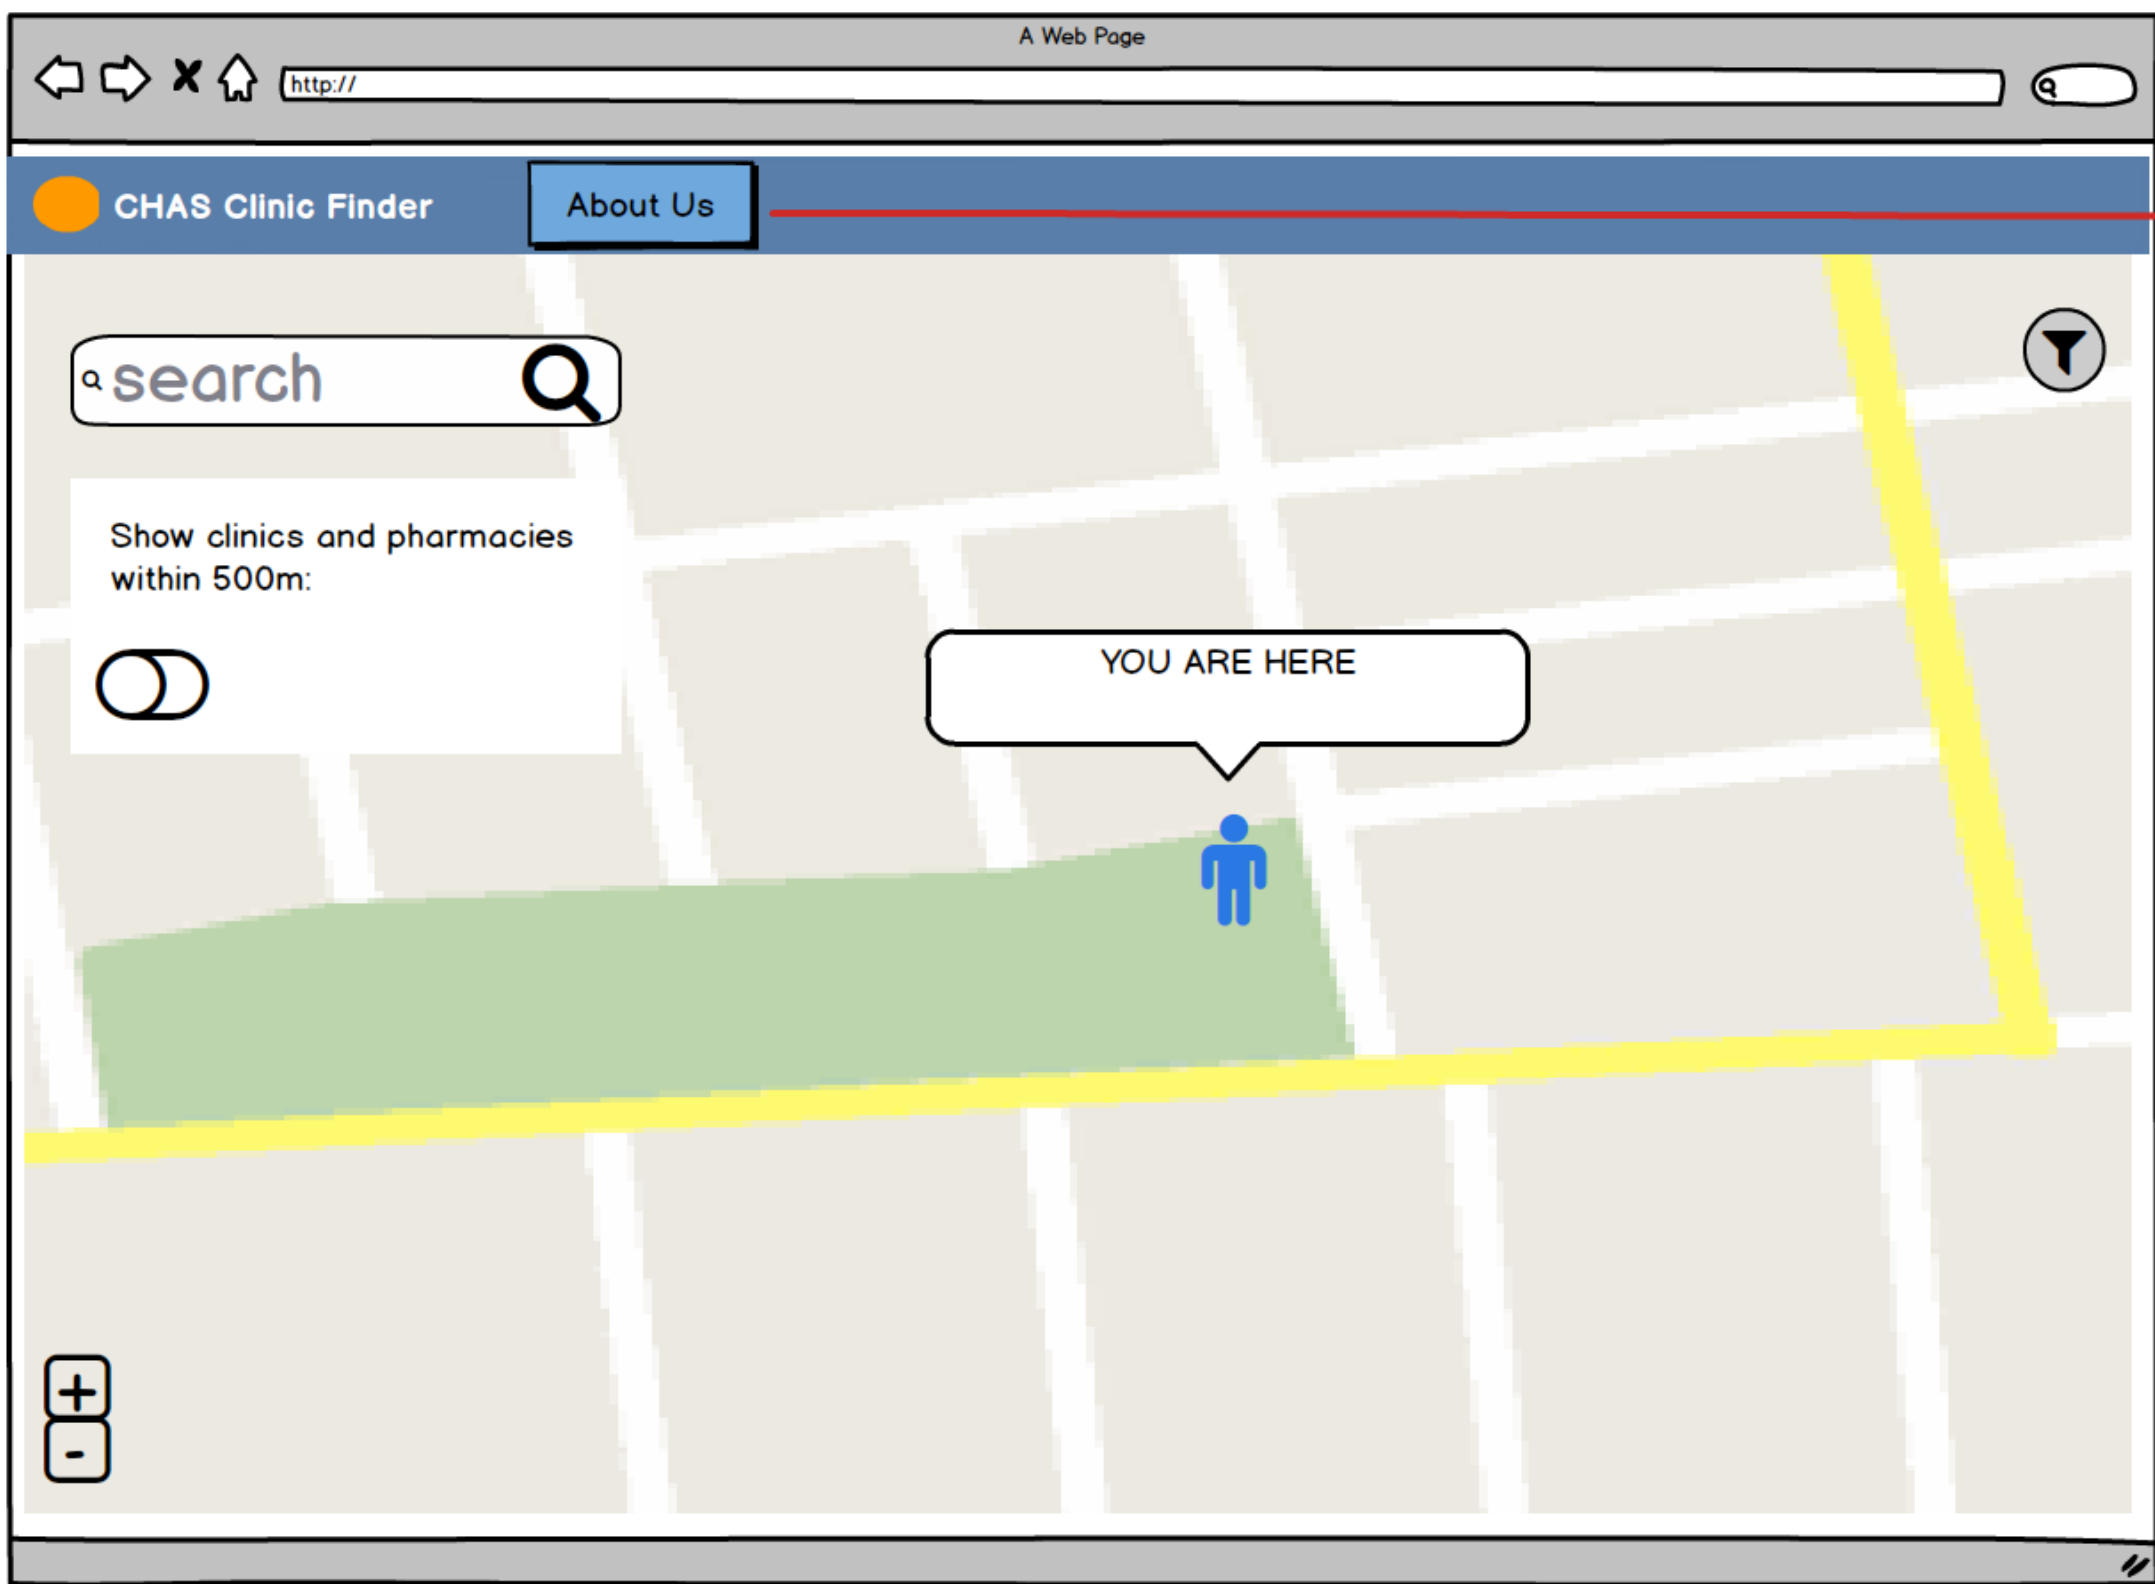 A Web Page
http://
CHAS Clinic Finder
About Us
search
Show clinics and pharmacies
within 500m:
YOU ARE HERE
+
-